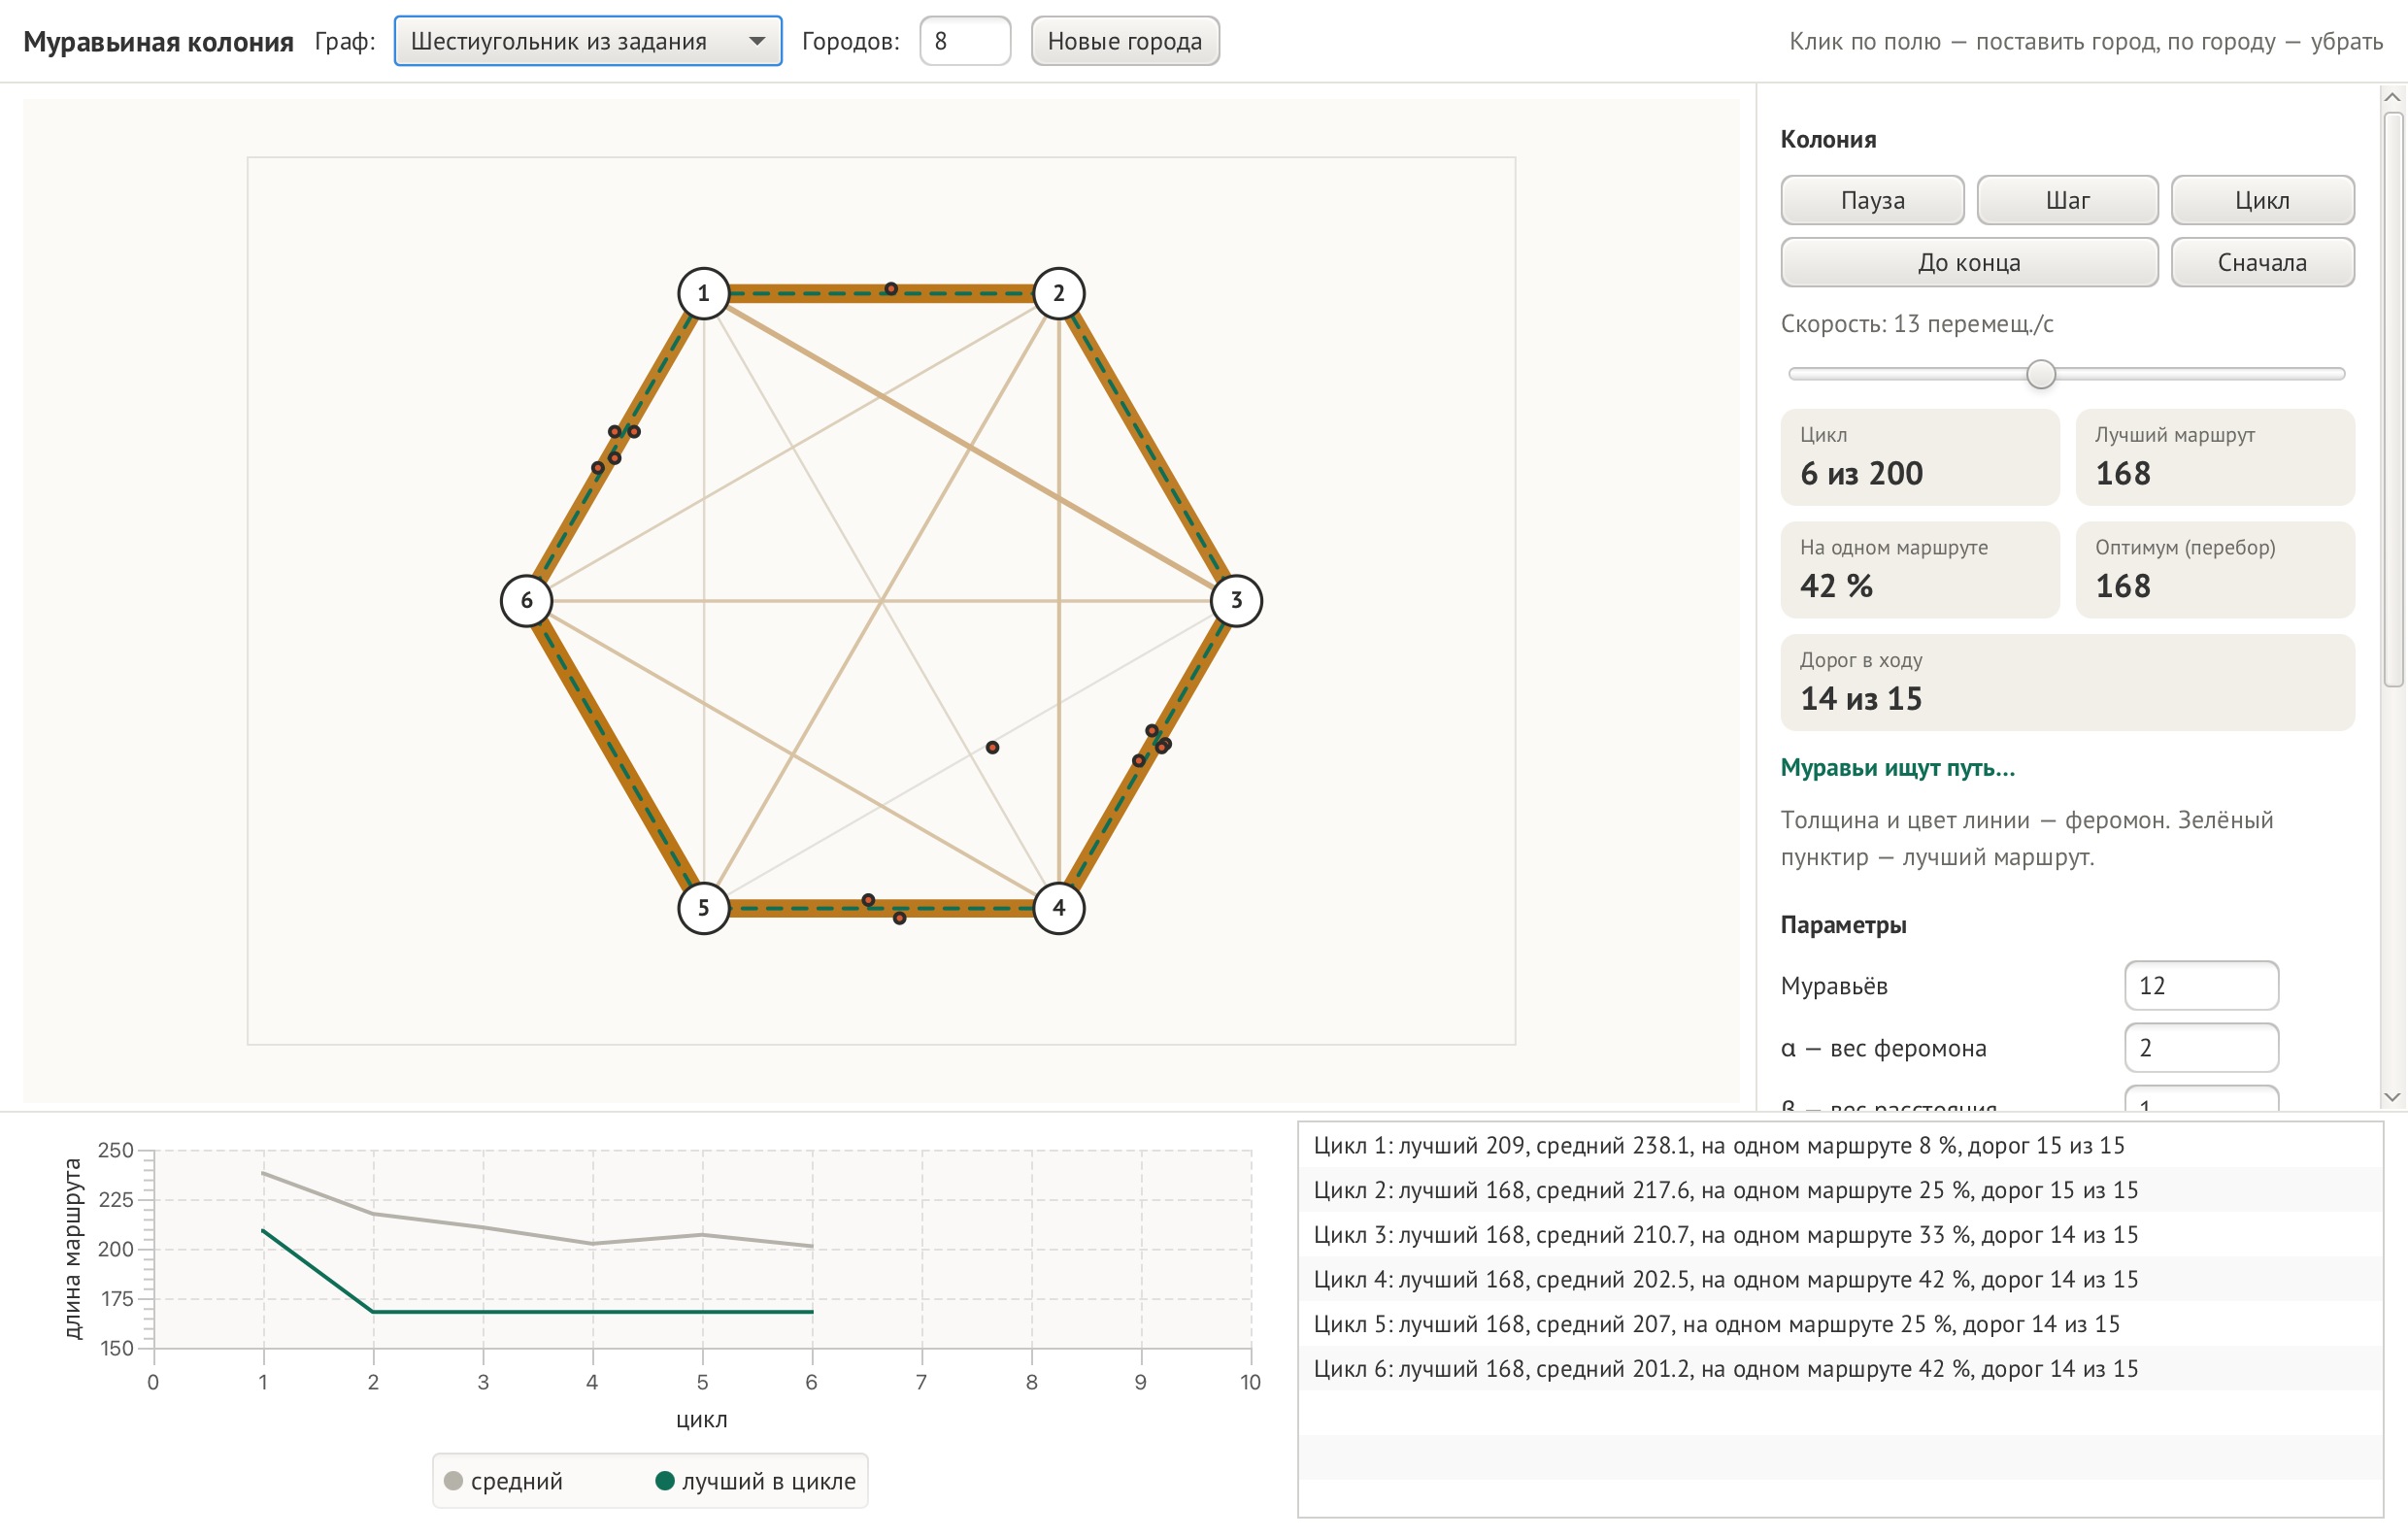 Муравьиная колония Граф: Шестиугольник из задания Городов: 8 Новые города Клик по полю — поставить город, по городу — убрать
1 2
6 3
5 4
Колония
Пауза Шаг Цикл
До конца Сначала
Скорость: 13 перемещ./с
Цикл Лучший маршрут
6 из 200 168
На одном маршруте Оптимум (перебор)
42 % 168
Дорог в ходу
14 из 15
Муравьи ищут путь...
Толщина и цвет линии — феромон. Зелёный
пунктир — лучший маршрут.
Параметры
Муравьёв 12
α — вес феромона 2
β — вес расстояния 1
длина маршрута
250
225
200
175
150
0 1 2 3 4 5 6 7 8 9 10
цикл
средний лучший в цикле
Цикл 1: лучший 209, средний 238.1, на одном маршруте 8 %, дорог 15 из 15
Цикл 2: лучший 168, средний 217.6, на одном маршруте 25 %, дорог 15 из 15
Цикл 3: лучший 168, средний 210.7, на одном маршруте 33 %, дорог 14 из 15
Цикл 4: лучший 168, средний 202.5, на одном маршруте 42 %, дорог 14 из 15
Цикл 5: лучший 168, средний 207, на одном маршруте 25 %, дорог 14 из 15
Цикл 6: лучший 168, средний 201.2, на одном маршруте 42 %, дорог 14 из 15